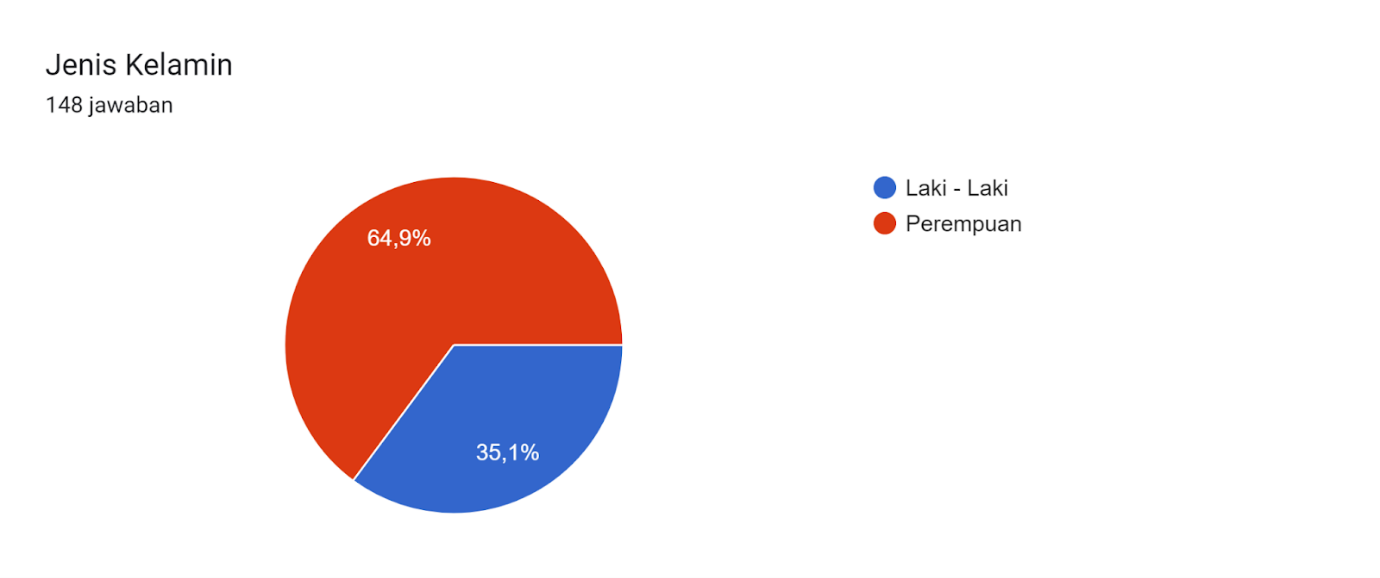 Jenis Kelamin
148 jawaban
Laki - Laki
Perempuan
64,9%
35,1%